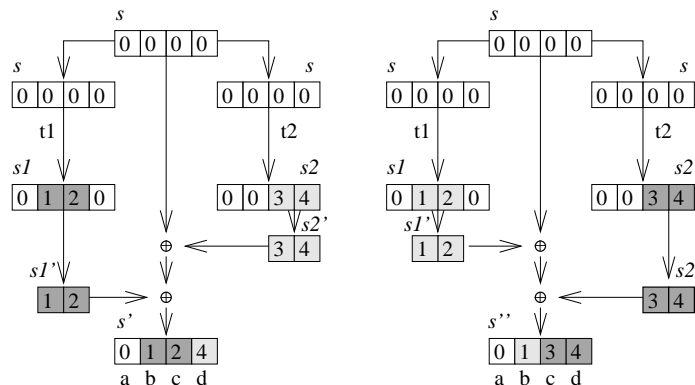 s s
0 0 0 0 0 0 0 0
s s s s
0 0 0 0 0 0 0 0 0 0 0 0 0 0 0 0
t1 t2 t1 t2
s1 s2 s1 s2
0 1 2 0 0 0 3 4 0 1 2 0 0 0 3 4
s2’ s1’
⊕ 3 4 1 2 ⊕
s1’ s2
1 2 ⊕ ⊕ 3 4
s’ s’’
0 1 2 4 0 1 3 4
a b c d a b c d